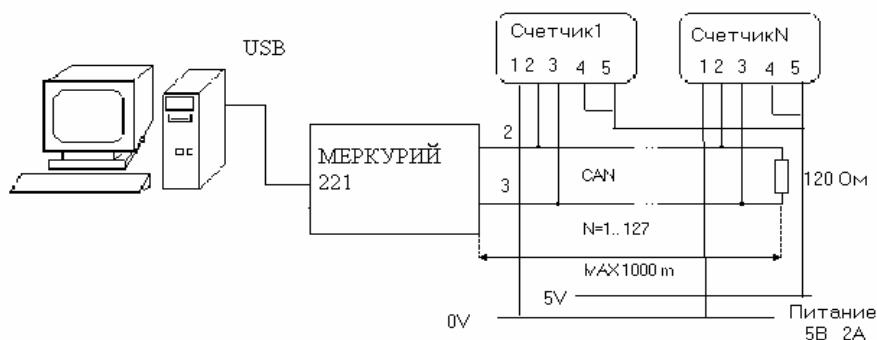 USB
Счетчик1
СчетчикN
1 2 3 4 5
1 2 3 4 5
МЕРКУРИЙ
221
2
3
CAN
120 Ом
N=1.. 127
MAX1000 m
5V
0V
Питание
5В 2А